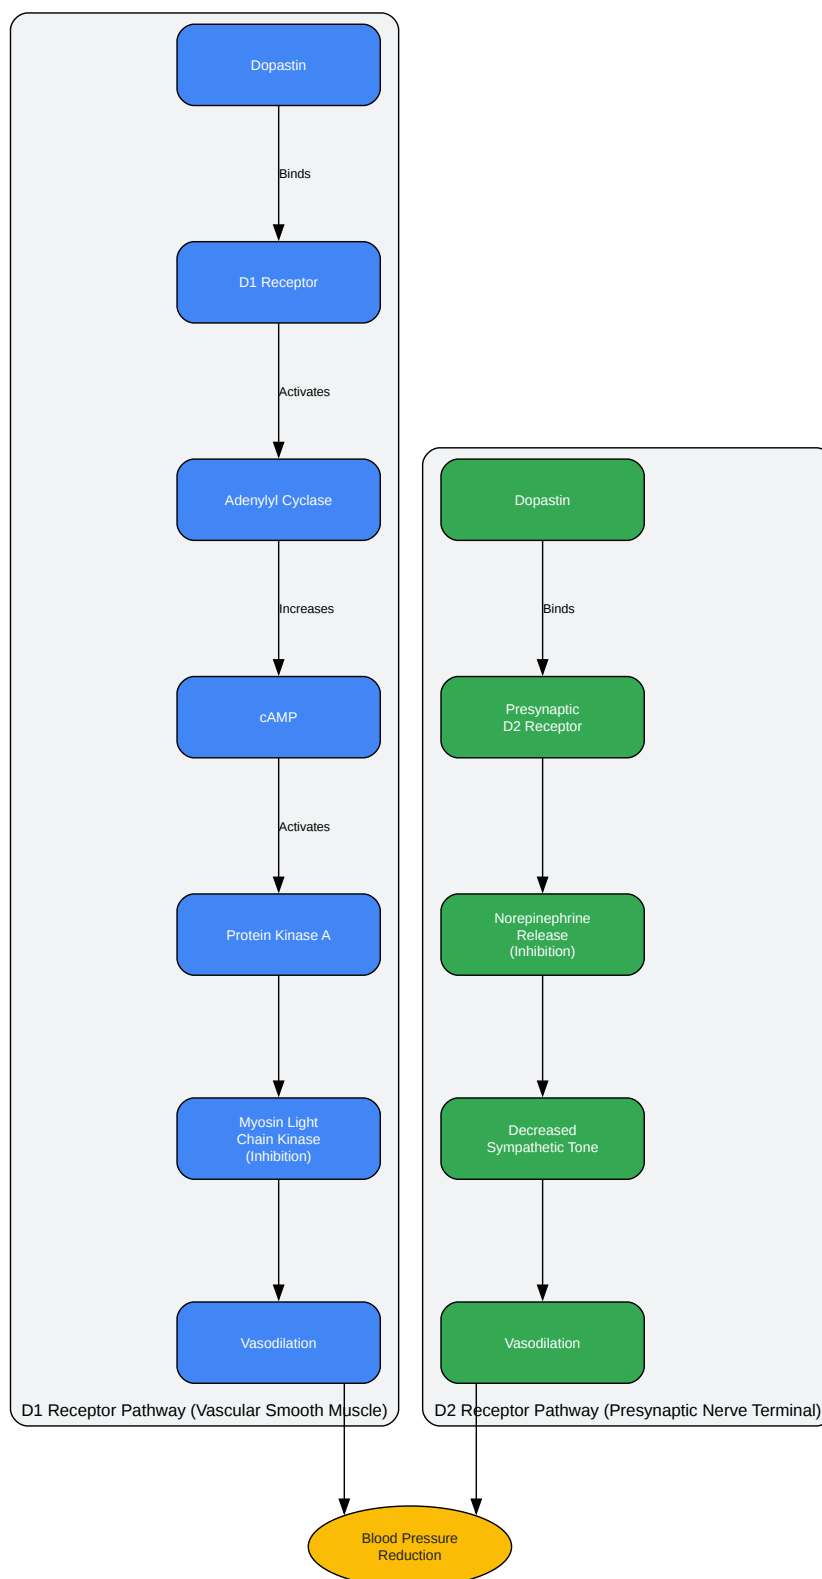 Dopastin
Binds
D1 Receptor
Activates
Adenylyl Cyclase
Increases
cAMP
Activates
Protein Kinase A
Myosin Light
Chain Kinase
(Inhibition)
Vasodilation
D1 Receptor Pathway (Vascular Smooth Muscle)
Dopastin
Binds
Presynaptic
D2 Receptor
Norepinephrine
Release
(Inhibition)
Decreased
Sympathetic Tone
Vasodilation
D2 Receptor Pathway (Presynaptic Nerve Terminal)
Blood Pressure
Reduction